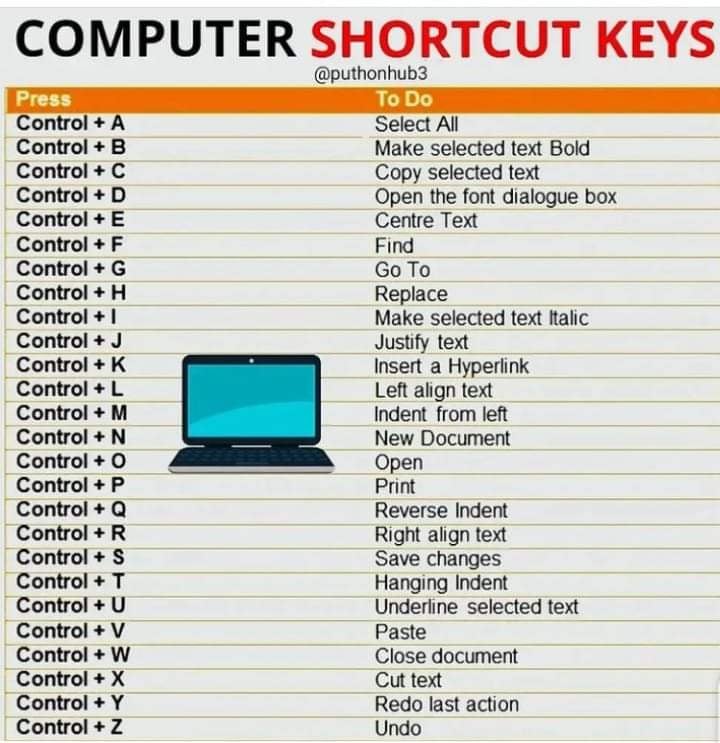 COMPUTER SHORTCUT KEYS
@puthonhub3
Press To Do
Control + A Select All
Control + B Make selected text Bold
Control + C Copy selected text
Control + D Open the font dialogue box
Control + E Centre Text
Control + F Find
Control + G Go To
Control + H Replace
Control + I Make selected text Italic
Control + J Justify text
Control + K Insert a Hyperlink
Control + L Left align text
Control + M Indent from left
Control + N New Document
Control + O Open
Control + P Print
Control + Q Reverse Indent
Control + R Right align text
Control + S Save changes
Control + T Hanging Indent
Control + U Underline selected text
Control + V Paste
Control + W Close document
Control + X Cut text
Control + Y Redo last action
Control + Z Undo